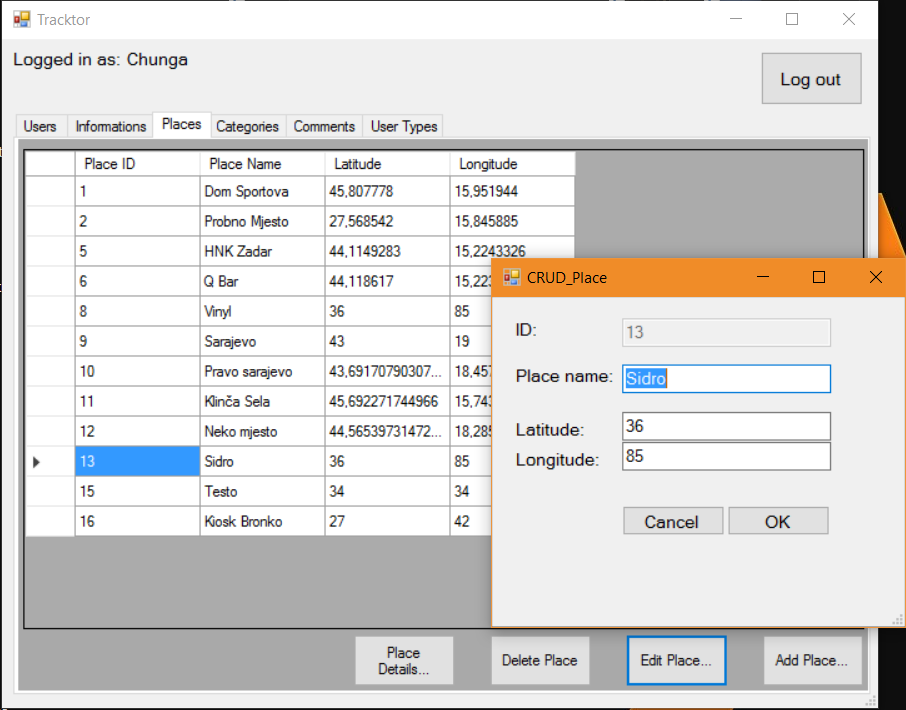 Tracktor
Logged in as: Chunga
Log out
Users Informations Places Categories Comments User Types
Place ID Place Name Latitude Longitude
1 Dom Sportova 45,807778 15,951944
2 Probno Mjesto 27,568542 15,845885
5 HNK Zadar 44,1149283 15,2243326
6 Q Bar 44,118617 15,223
8 Vinyl 36 85
9 Sarajevo 43 19
10 Pravo sarajevo 43,69170790307... 18,457
11 Klinča Sela 45,692271744966 15,743
12 Neko mjesto 44,56539731472... 18,285
13 Sidro 36 85
15 Testo 34 34
16 Kiosk Bronko 27 42
CRUD_Place
ID: 13
Place name: Sidro
Latitude: 36
Longitude: 85
Cancel OK
Place
Details...
Delete Place
Edit Place...
Add Place...